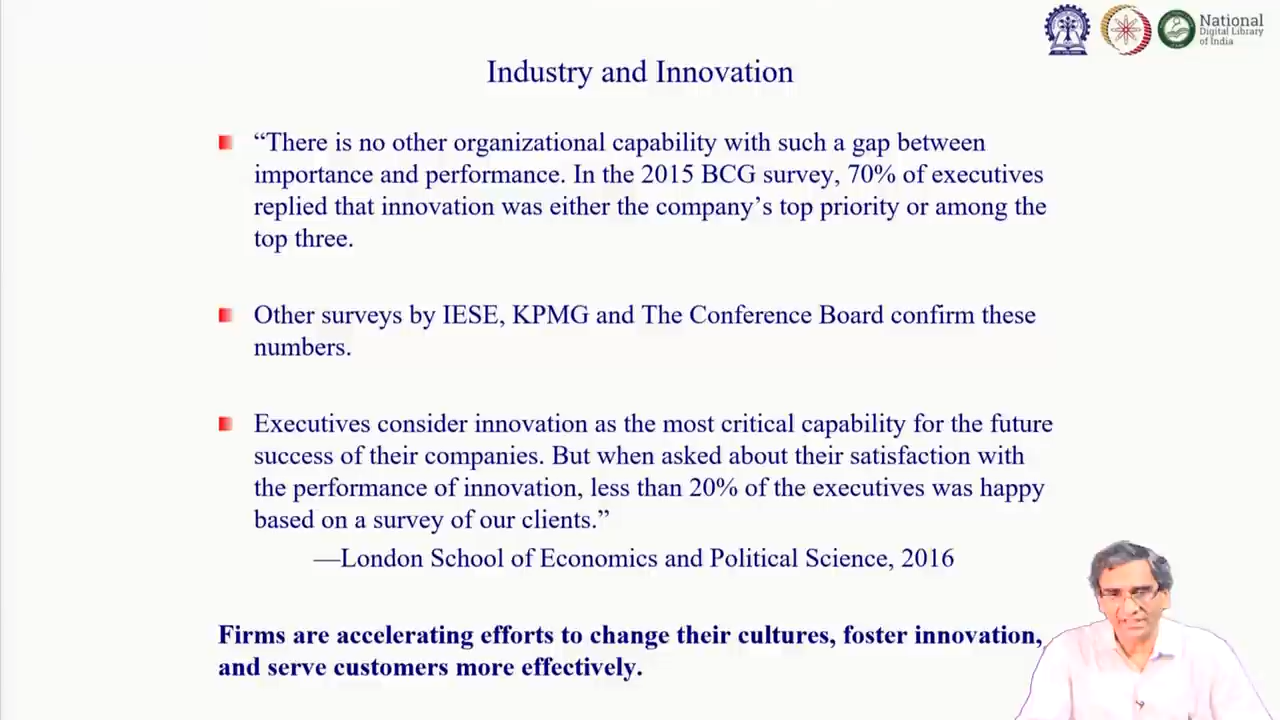 National
Digital Library
of India
Industry and Innovation
“There is no other organizational capability with such a gap between
importance and performance. In the 2015 BCG survey, 70% of executives
replied that innovation was either the company’s top priority or among the
top three.
Other surveys by IESE, KPMG and The Conference Board confirm these
numbers.
Executives consider innovation as the most critical capability for the future
success of their companies. But when asked about their satisfaction with
the performance of innovation, less than 20% of the executives was happy
based on a survey of our clients.”
—London School of Economics and Political Science, 2016
Firms are accelerating efforts to change their cultures, foster innovation,
and serve customers more effectively.